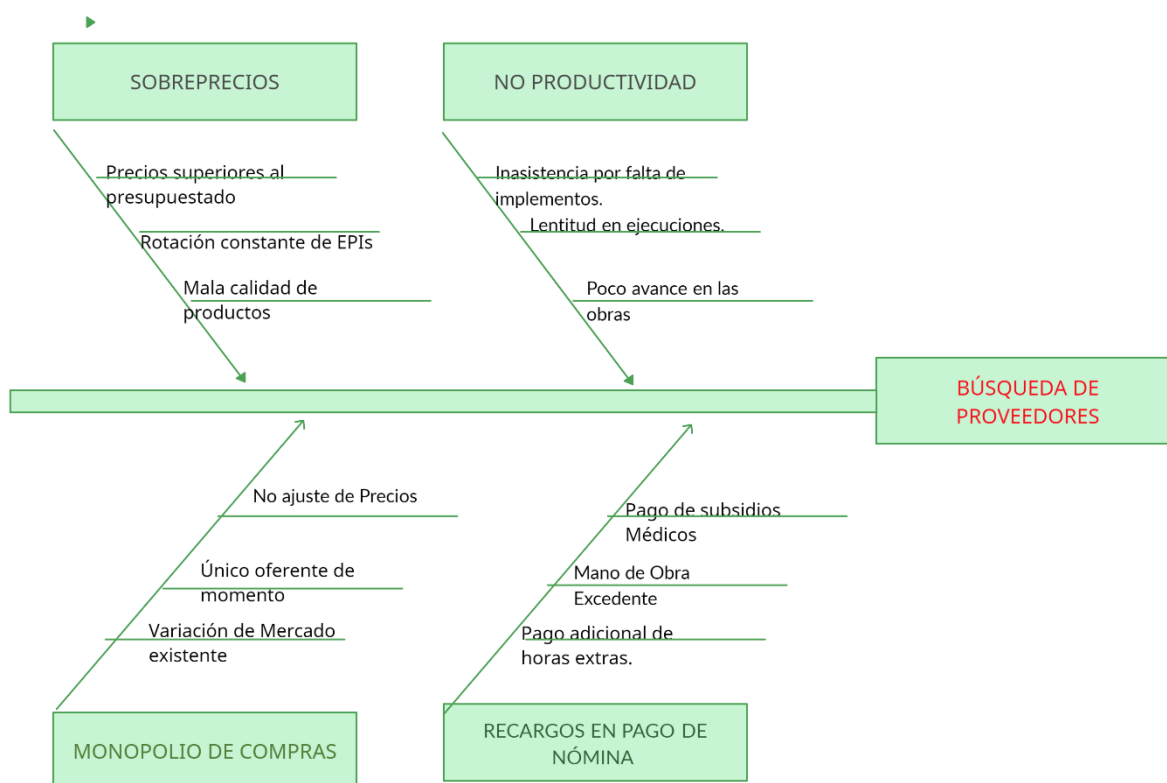 SOBREPRECIOS
NO PRODUCTIVIDAD
Precios superiores al
presupuestado
Rotación constante de EPIs
Mala calidad de
productos
Inasistencia por falta de
implementos.
Lentitud en ejecuciones.
Poco avance en las
obras
BÚSQUEDA DE
PROVEEDORES
No ajuste de Precios
Único oferente de
momento
Variación de Mercado
existente
Pago de subsidios
Médicos
Mano de Obra
Excedente
Pago adicional de
horas extras.
MONOPOLIO DE COMPRAS
RECARGOS EN PAGO DE
NÓMINA